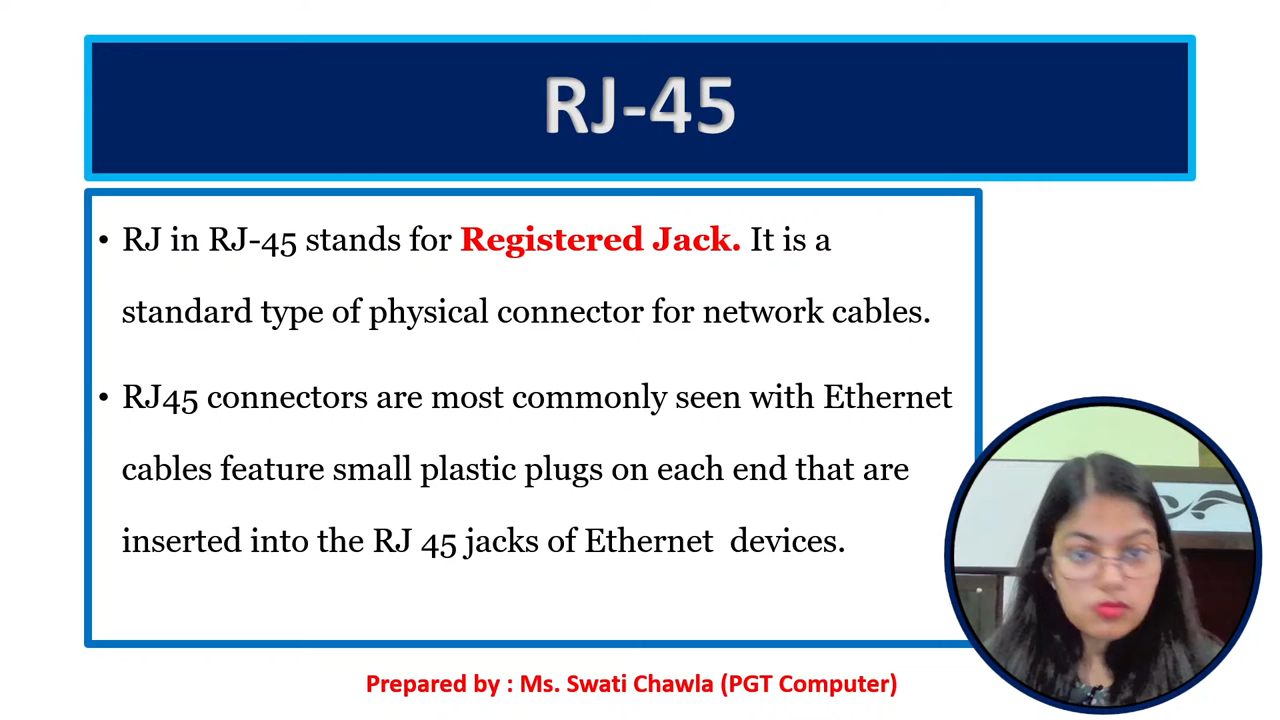 RJ-45
• RJ in RJ-45 stands for Registered Jack. It is a
standard type of physical connector for network cables.
• RJ45 connectors are most commonly seen with Ethernet
cables feature small plastic plugs on each end that are
inserted into the RJ 45 jacks of Ethernet  devices.
Prepared by : Ms. Swati Chawla (PGT Computer)